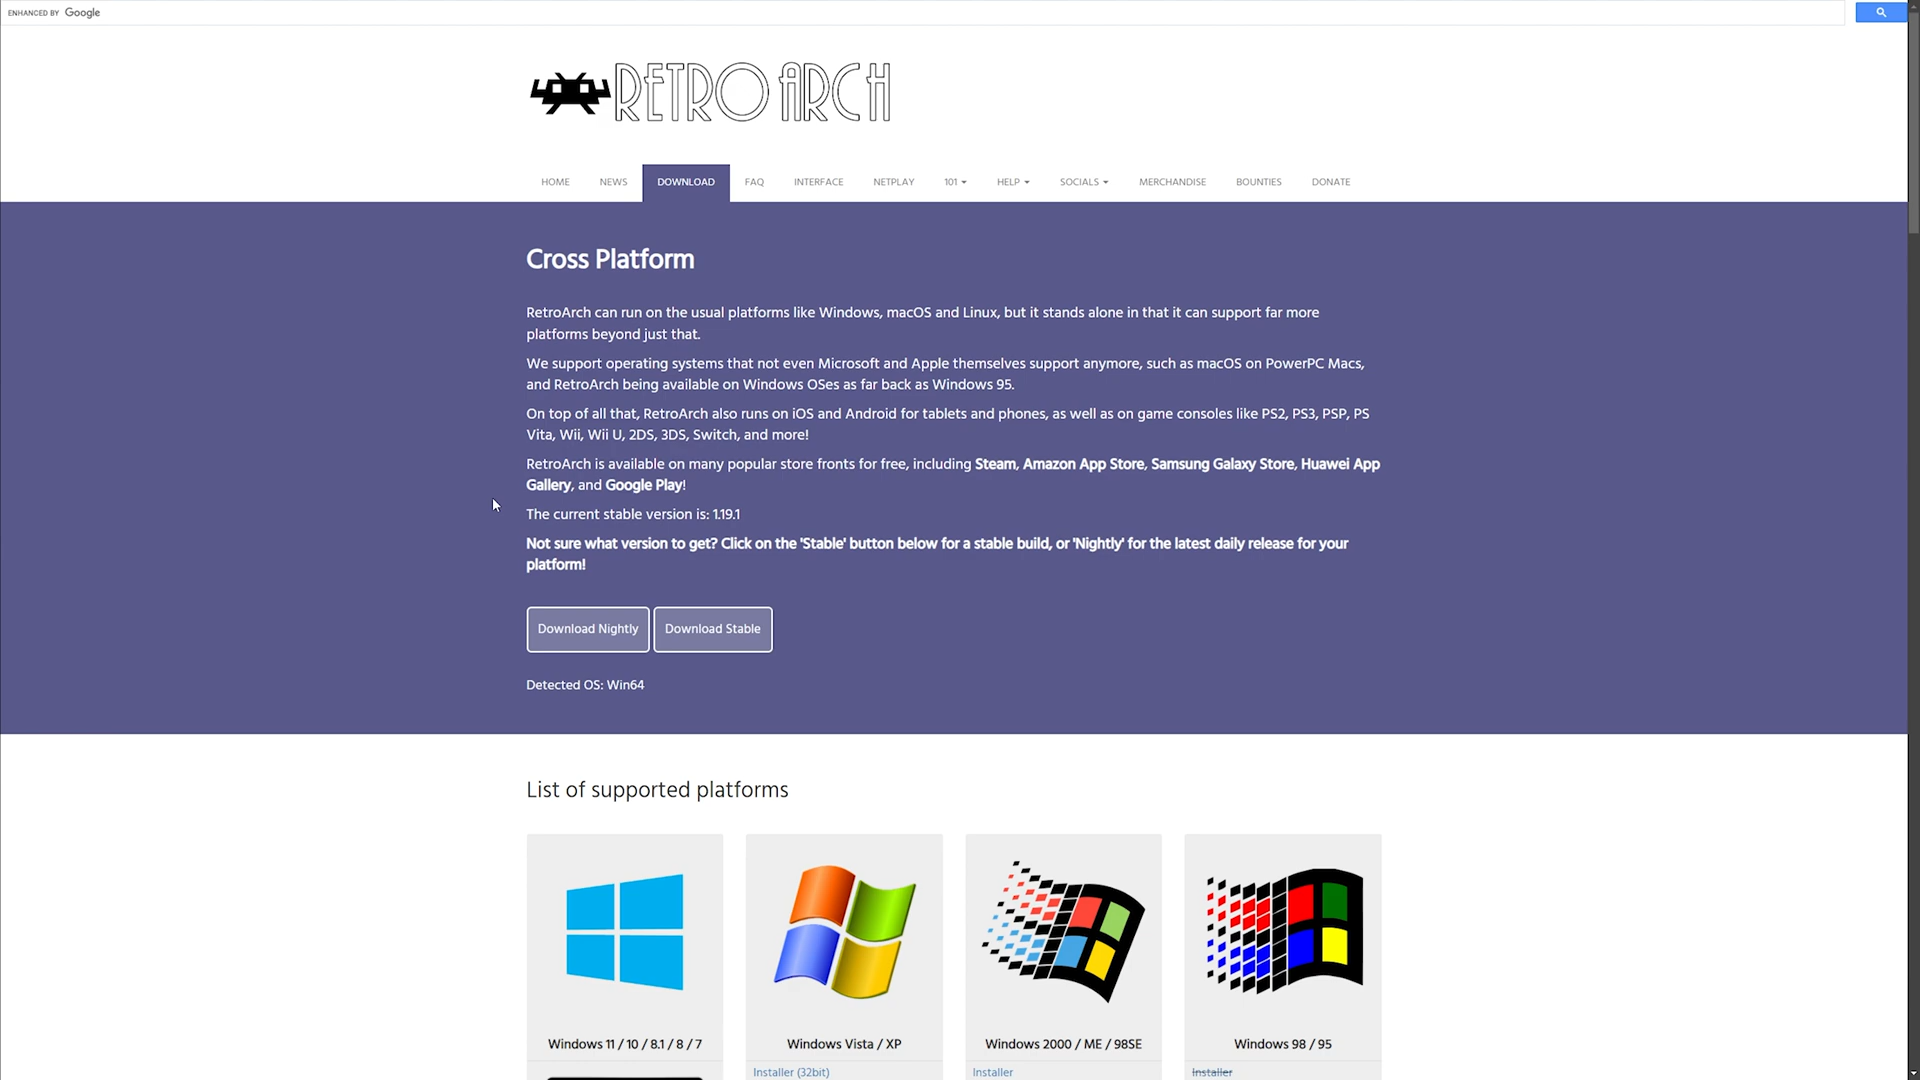 ENHANCED BY Google
RETROARCH
HOME NEWS DOWNLOAD FAQ INTERFACE NETPLAY 101 HELP SOCIALS MERCHANDISE BOUNTIES DONATE
Cross Platform
RetroArch can run on the usual platforms like Windows, macOS and Linux, but it stands alone in that it can support far more
platforms beyond just that.
We support operating systems that not even Microsoft and Apple themselves support anymore, such as macOS on PowerPC Macs,
and RetroArch being available on Windows OSes as far back as Windows 95.
On top of all that, RetroArch also runs on iOS and Android for tablets and phones, as well as on game consoles like PS2, PS3, PSP, PS
Vita, Wii, Wii U, 2DS, 3DS, Switch, and more!
RetroArch is available on many popular store fronts for free, including Steam, Amazon App Store, Samsung Galaxy Store, Huawei App
Gallery, and Google Play!
The current stable version is: 1.19.1
Not sure what version to get? Click on the 'Stable' button below for a stable build, or 'Nightly' for the latest daily release for your
platform!
Download Nightly Download Stable
Detected OS: Win64
List of supported platforms
Windows 11 / 10 / 8.1 / 8 / 7 Windows Vista / XP Windows 2000 / ME / 98SE Windows 98 / 95
Installer (32bit) Installer Installer